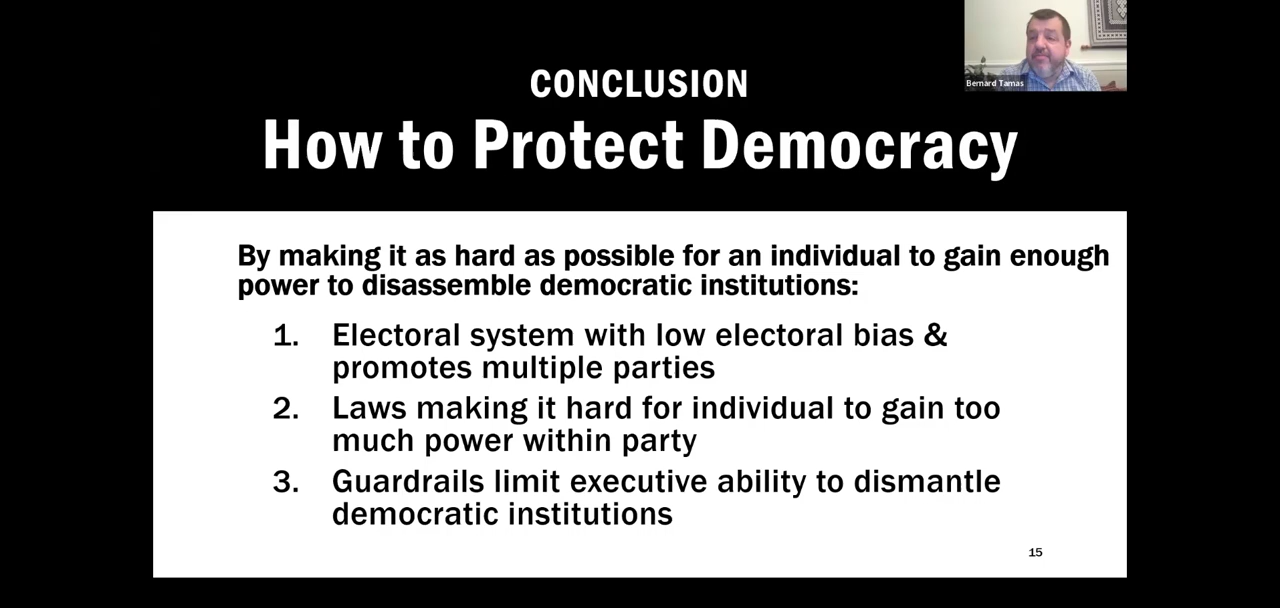 Bernard Tamas
CONCLUSION
How to Protect Democracy
By making it as hard as possible for an individual to gain enough
power to disassemble democratic institutions:
1. Electoral system with low electoral bias &
promotes multiple parties
2. Laws making it hard for individual to gain too
much power within party
3. Guardrails limit executive ability to dismantle
democratic institutions
15